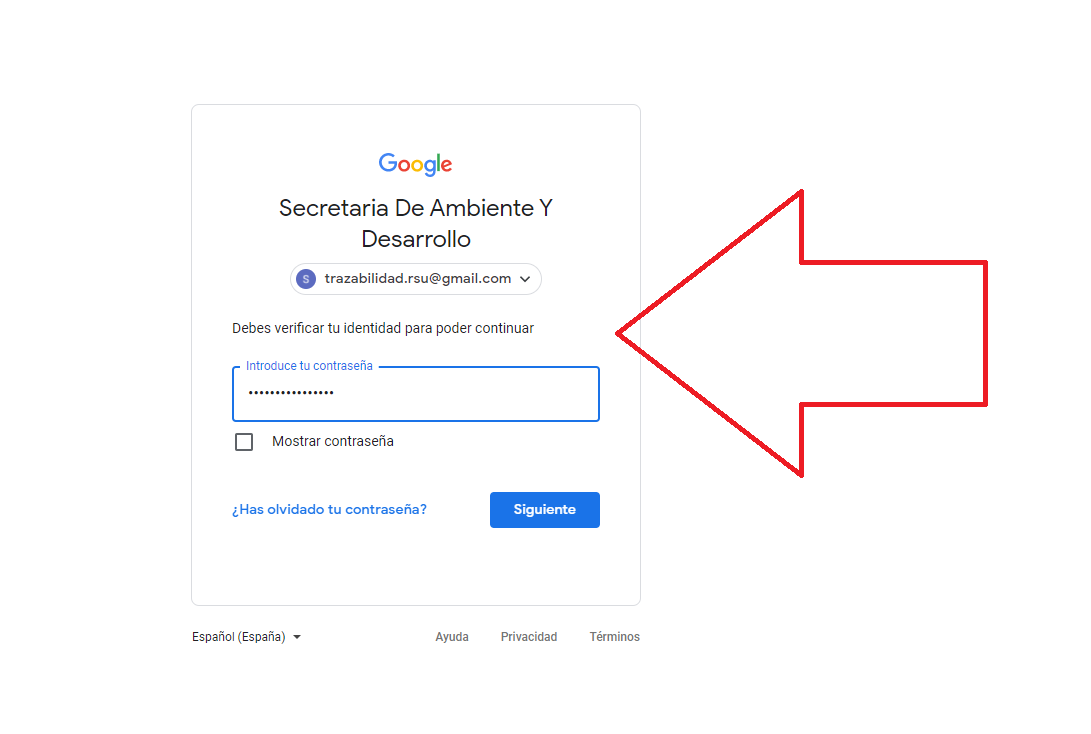 Google
Secretaria De Ambiente Y
Desarrollo
S trazabilidad.rsu@gmail.com
Debes verificar tu identidad para poder continuar
Introduce tu contraseña
••••••••••••••••
Mostrar contraseña
¿Has olvidado tu contraseña? Siguiente
Español (España) Ayuda Privacidad Términos